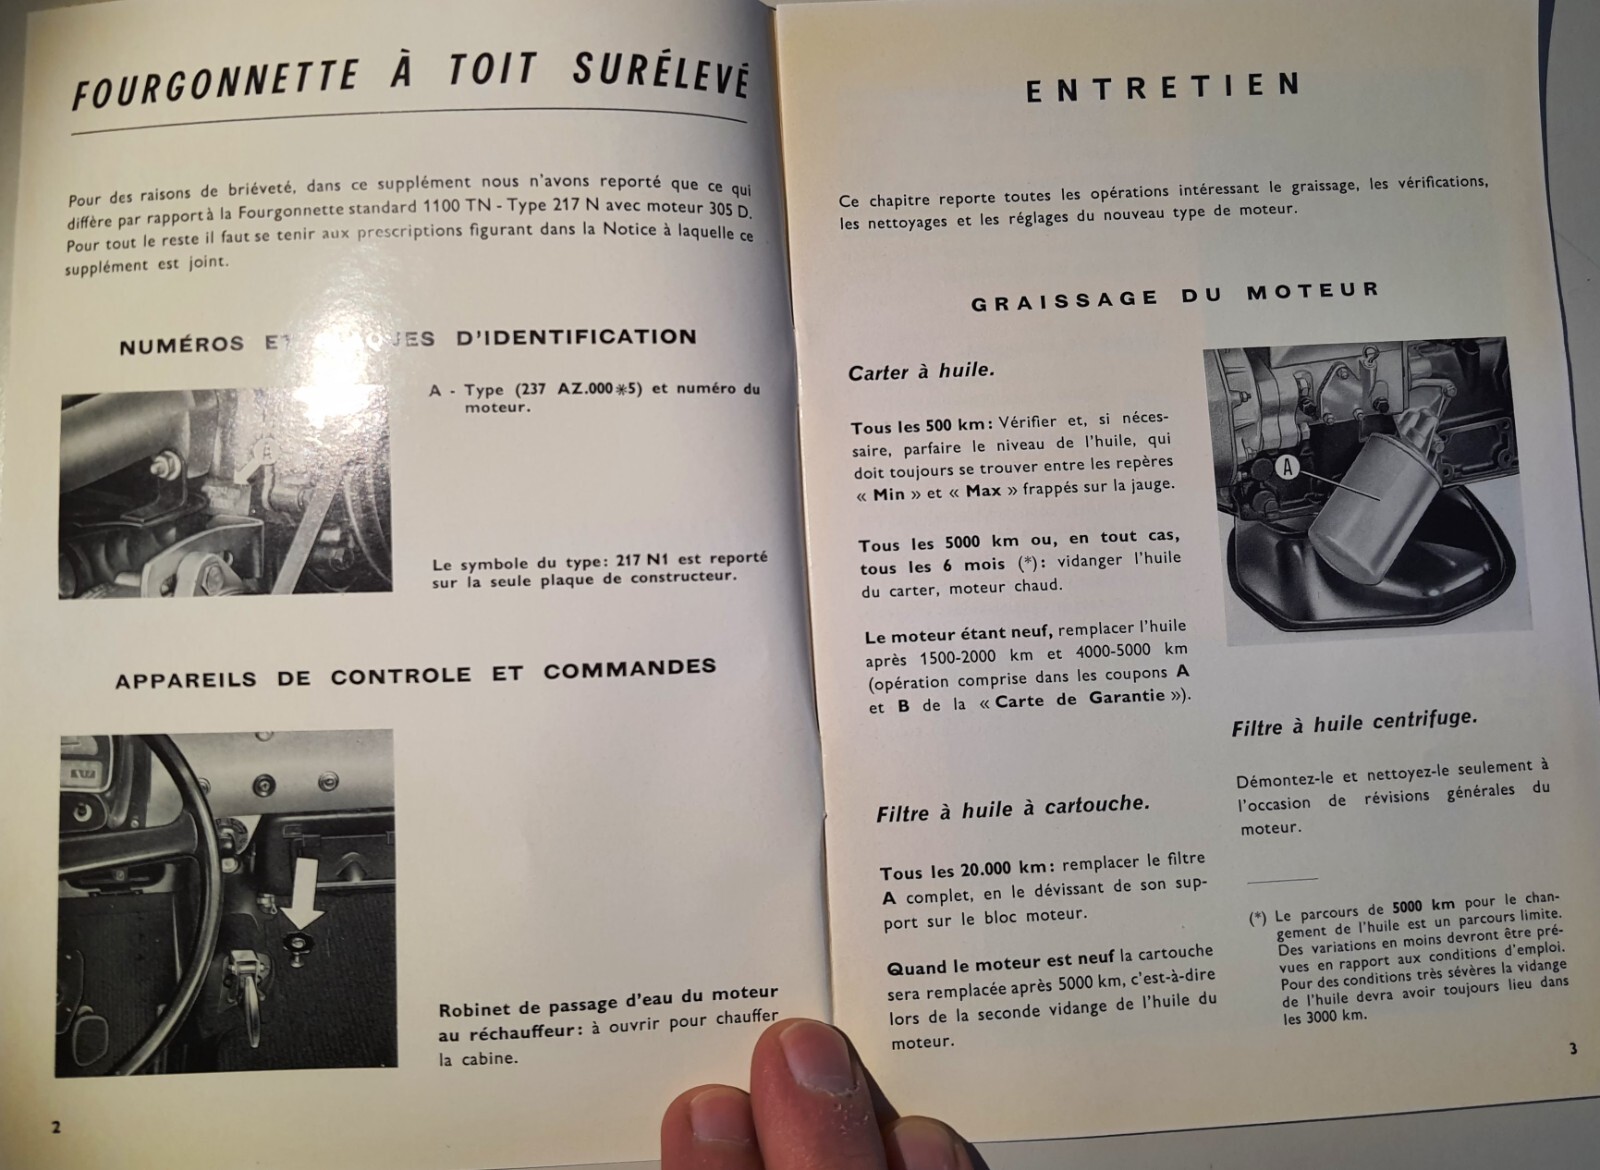 FOURGONNETTE À TOIT SURÉLEVÉ
Pour des raisons de briéveté, dans ce supplément nous n'avons reporté que ce qui
diffère par rapport à la Fourgonnette standard 1100 TN - Type 217 N avec moteur 305 D.
Pour tout le reste il faut se tenir aux prescriptions figurant dans la Notice à laquelle ce
supplément est joint.
NUMÉROS D'IDENTIFICATION
A - Type (237 AZ.000*5) et numéro du
moteur.
A
Le symbole du type: 217 N1 est reporté
sur la seule plaque de constructeur.
APPAREILS DE CONTROLE ET COMMANDES
Robinet de passage d'eau du moteur
au réchauffeur: à ouvrir pour chauffer
la cabine.
2
ENTRETIEN
Ce chapitre reporte toutes les opérations intéressant le graissage, les vérifications,
les nettoyages et les réglages du nouveau type de moteur.
GRAISSAGE DU MOTEUR
Carter à huile.
Tous les 500 km: Vérifier et, si néces-
saire, parfaire le niveau de l'huile, qui
doit toujours se trouver entre les repères
« Min » et « Max » frappés sur la jauge.
Tous les 5000 km ou, en tout cas,
tous les 6 mois (*): vidanger l'huile
du carter, moteur chaud.
Le moteur étant neuf, remplacer l'huile
après 1500-2000 km et 4000-5000 km
(opération comprise dans les coupons A
et B de la « Carte de Garantie »).
Filtre à huile à cartouche.
Tous les 20.000 km: remplacer le filtre
A complet, en le dévissant de son sup-
port sur le bloc moteur.
Quand le moteur est neuf la cartouche
sera remplacée après 5000 km, c'est-à-dire
lors de la seconde vidange de l'huile du
moteur.
A
Filtre à huile centrifuge.
Démontez-le et nettoyez-le seulement à
l'occasion de révisions générales du
moteur.
(*) Le parcours de 5000 km pour le chan-
gement de l'huile est un parcours limite.
Des variations en moins devront être pré-
vues en rapport aux conditions d'emploi.
Pour des conditions très sévères la vidange
de l'huile devra avoir toujours lieu dans
les 3000 km.
3